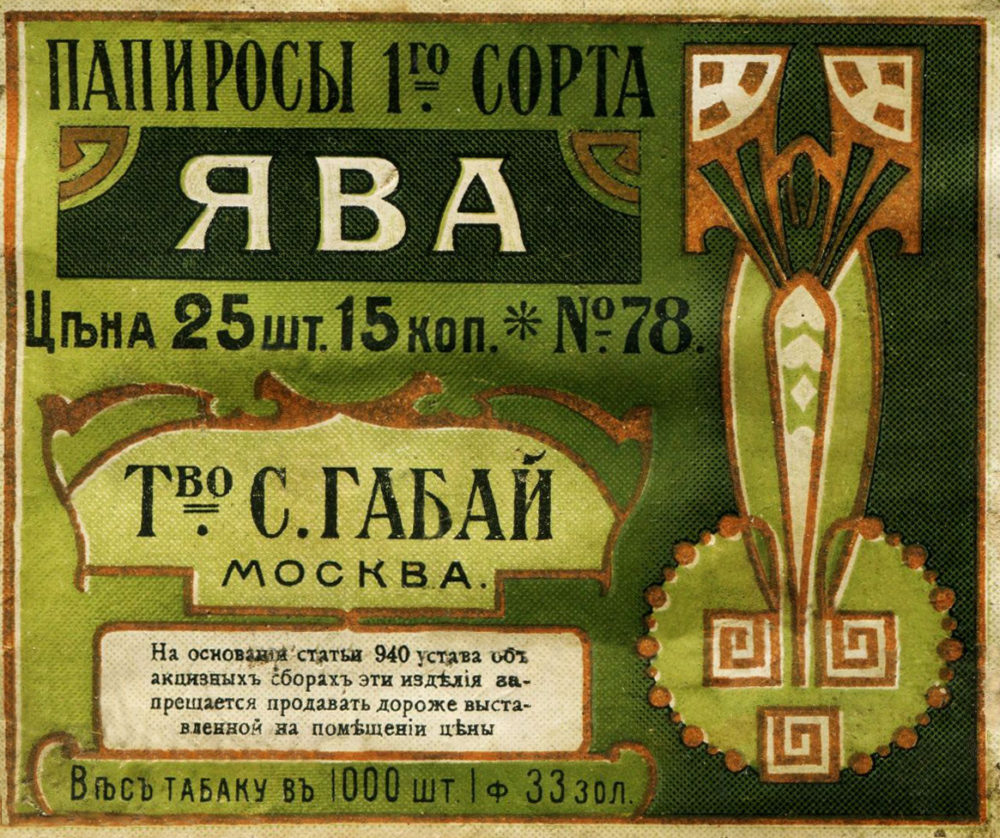 ПАПИРОСЫ 1го СОРТА
ЯВА
Цѣна 25 шт. 15 коп. * №78.
Тво. С. ГАБАЙ
МОСКВА.
На основаніи статьи 940 устава объ
акцизныхъ сборахъ эти издѣлія за-
прещается продавать дороже выста-
вленной на помѣщеніи цѣны
Вѣсъ табаку въ 1000 шт. 1 ф 33 зол.